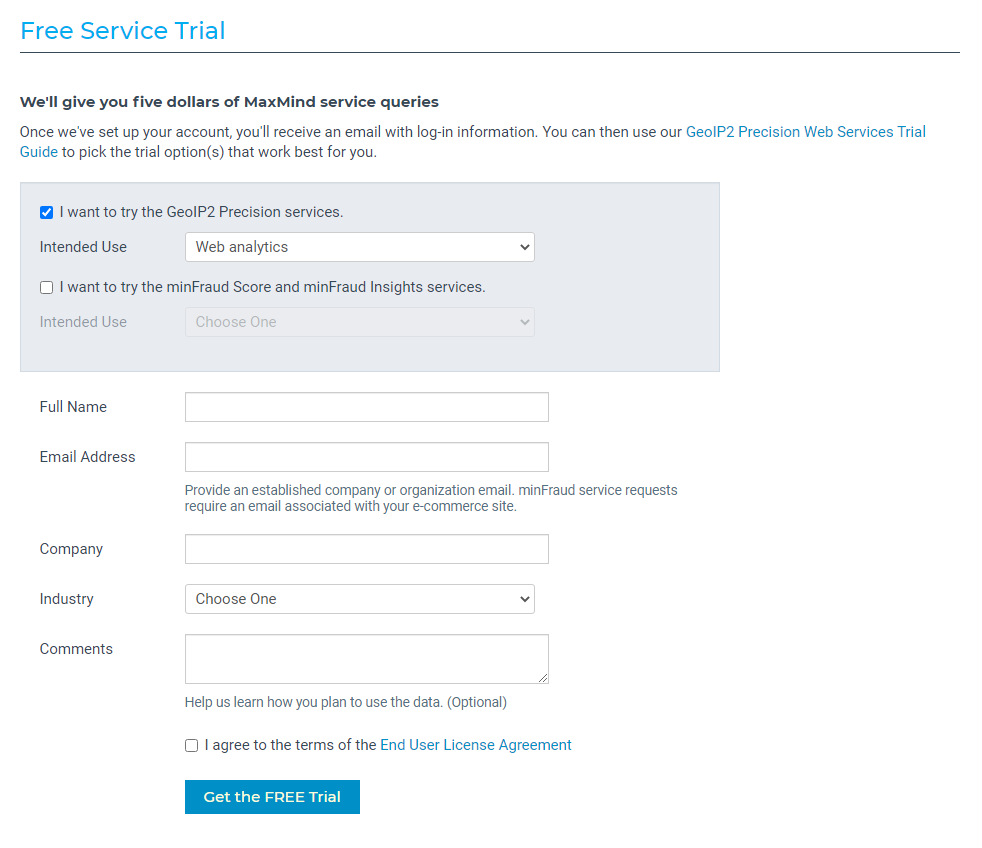 Free Service Trial
We'll give you five dollars of MaxMind service queries
Once we've set up your account, you'll receive an email with log-in information. You can then use our GeoIP2 Precision Web Services Trial
Guide to pick the trial option(s) that work best for you.
I want to try the GeoIP2 Precision services.
Intended Use Web analytics
I want to try the minFraud Score and minFraud Insights services.
Intended Use Choose One
Full Name
Email Address
Provide an established company or organization email. minFraud service requests
require an email associated with your e-commerce site.
Company
Industry Choose One
Comments
Help us learn how you plan to use the data. (Optional)
I agree to the terms of the End User License Agreement
Get the FREE Trial